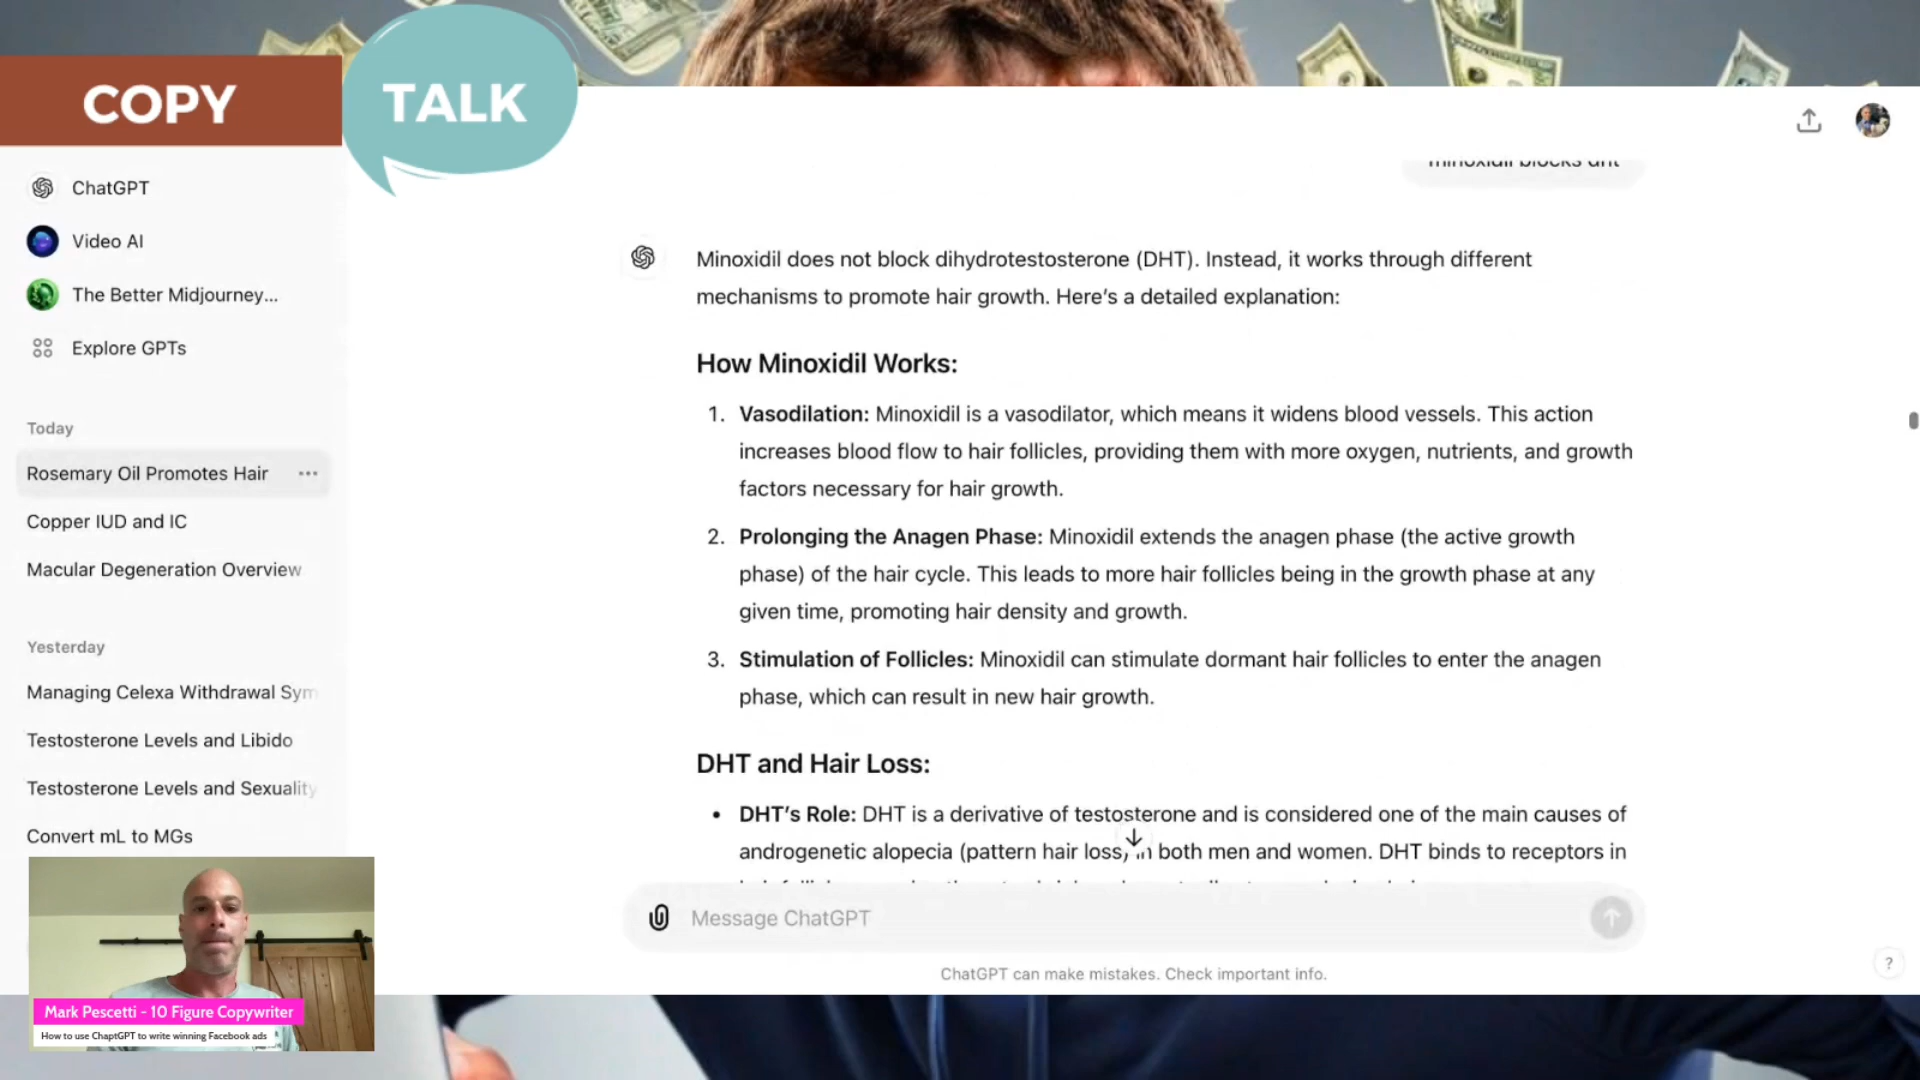 COPY
TALK
ChatGPT
Video AI
The Better Midjourney...
Explore GPTs
Today
Rosemary Oil Promotes Hair
Copper IUD and IC
Macular Degeneration Overview
Yesterday
Managing Celexa Withdrawal Sym
Testosterone Levels and Libido
Testosterone Levels and Sexuality
Convert mL to MGs
Mark Pescetti - 10 Figure Copywriter
How to use ChaptGPT to write winning Facebook ads
minoxidil blocks dht
Minoxidil does not block dihydrotestosterone (DHT). Instead, it works through different
mechanisms to promote hair growth. Here's a detailed explanation:
How Minoxidil Works:
1. Vasodilation: Minoxidil is a vasodilator, which means it widens blood vessels. This action
increases blood flow to hair follicles, providing them with more oxygen, nutrients, and growth
factors necessary for hair growth.
2. Prolonging the Anagen Phase: Minoxidil extends the anagen phase (the active growth
phase) of the hair cycle. This leads to more hair follicles being in the growth phase at any
given time, promoting hair density and growth.
3. Stimulation of Follicles: Minoxidil can stimulate dormant hair follicles to enter the anagen
phase, which can result in new hair growth.
DHT and Hair Loss:
• DHT's Role: DHT is a derivative of testosterone and is considered one of the main causes of
androgenetic alopecia (pattern hair loss) in both men and women. DHT binds to receptors in
Message ChatGPT
ChatGPT can make mistakes. Check important info.
?